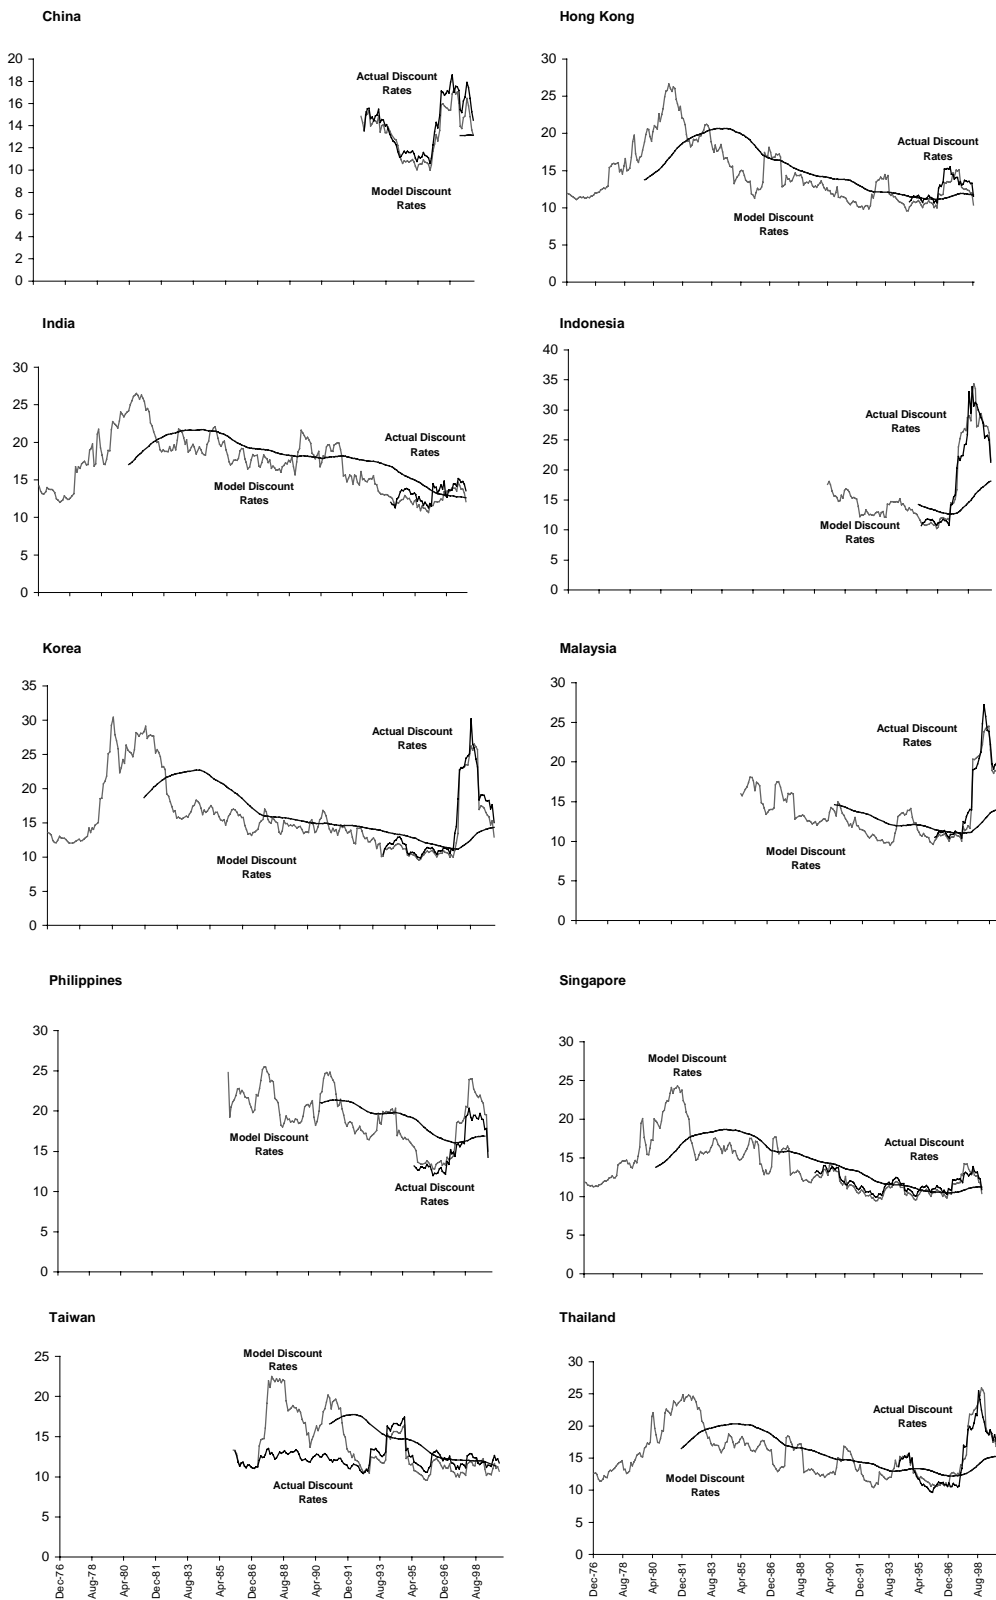 China
20
18
16
14
12
10
8
6
4
2
0
Actual Discount
Rates
Model Discount
Rates
Hong Kong
30
25
20
15
10
5
0
Actual Discount
Rates
Model Discount
Rates
India
30
25
20
15
10
5
0
Actual Discount
Rates
Model Discount
Rates
Indonesia
40
35
30
25
20
15
10
5
0
Actual Discount
Rates
Model Discount
Rates
Korea
35
30
25
20
15
10
5
0
Actual Discount
Rates
Model Discount
Rates
Malaysia
30
25
20
15
10
5
0
Actual Discount
Rates
Model Discount
Rates
Philippines
30
25
20
15
10
5
0
Model Discount
Rates
Actual Discount
Rates
Singapore
30
25
20
15
10
5
0
Model Discount
Rates
Actual Discount
Rates
Taiwan
25
20
15
10
5
0
Model Discount
Rates
Actual Discount
Rates
Dec-76
Aug-78
Apr-80
Dec-81
Aug-83
Apr-85
Dec-86
Aug-88
Apr-90
Dec-91
Aug-93
Apr-95
Dec-96
Aug-98
Thailand
30
25
20
15
10
5
0
Actual Discount
Rates
Model Discount
Rates
Dec-76
Aug-78
Apr-80
Dec-81
Aug-83
Apr-85
Dec-86
Aug-88
Apr-90
Dec-91
Aug-93
Apr-95
Dec-96
Aug-98